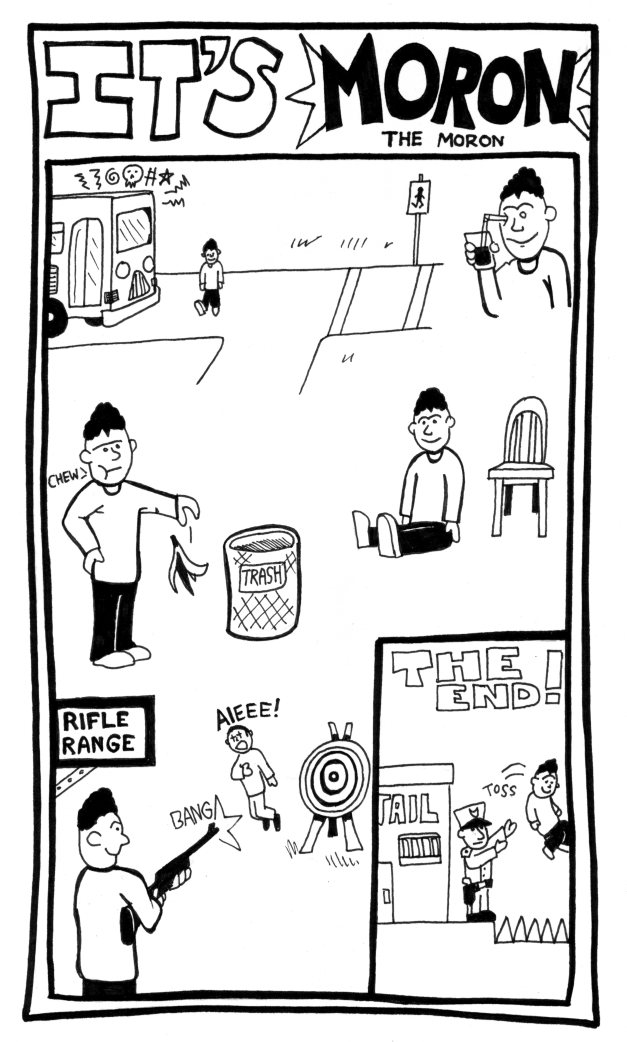 IT'S MORON
THE MORON
CHEW
TRASH
RIFLE
RANGE
AIEEE!
BANG
THE
END!
TOSS
JAIL